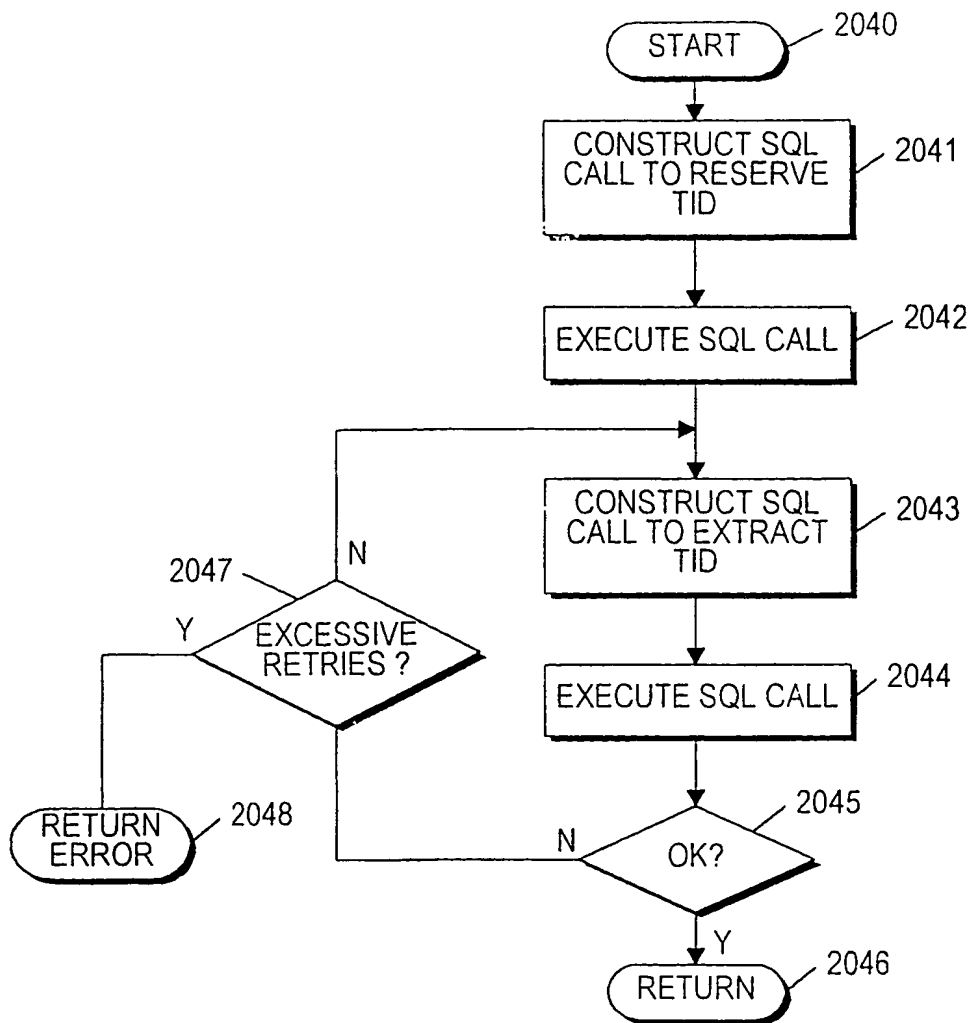 START
2040
CONSTRUCT SQL
CALL TO RESERVE
TID
2041
EXECUTE SQL CALL
2042
CONSTRUCT SQL
CALL TO EXTRACT
TID
2043
N
2047
Y
EXCESSIVE
RETRIES ?
EXECUTE SQL CALL
2044
RETURN
ERROR
2048
N
OK?
2045
Y
RETURN
2046